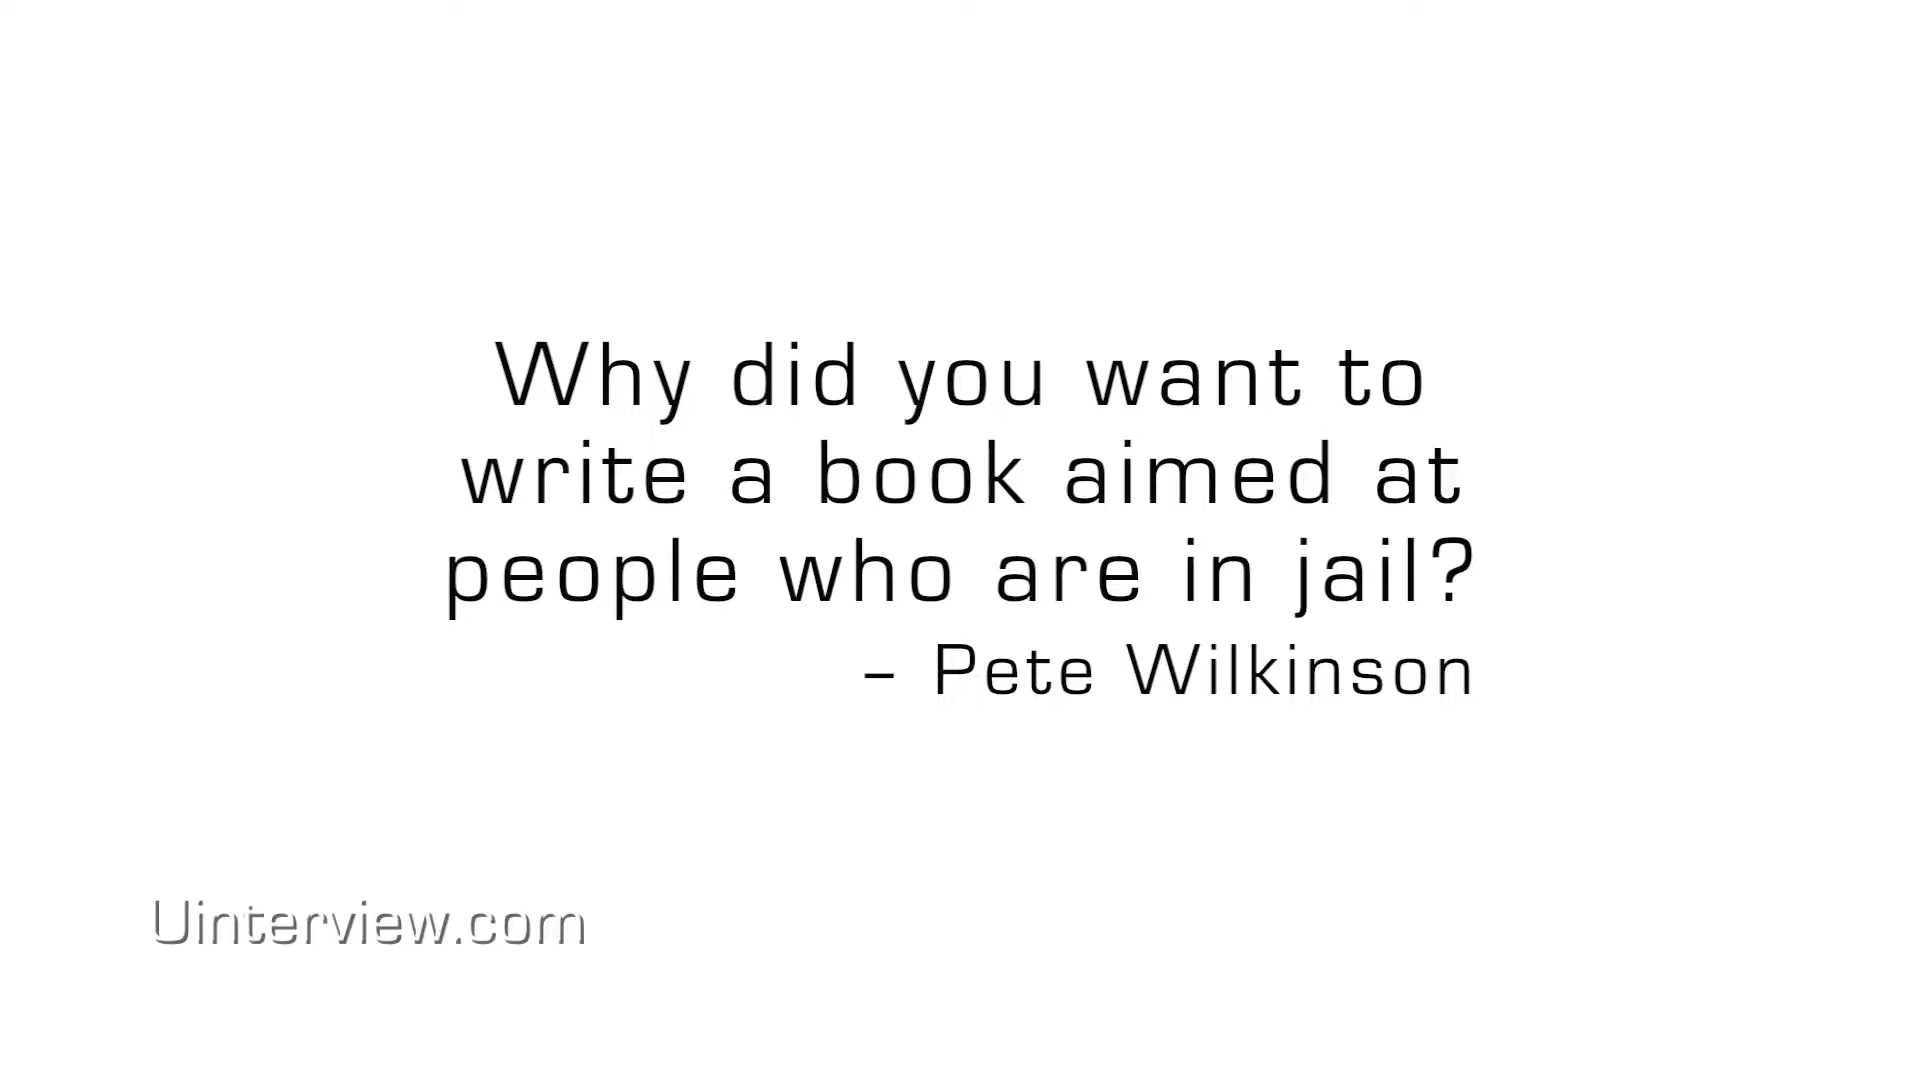 Why did you want to
write a book aimed at
people who are in jail?
– Pete Wilkinson
Uinterview.com